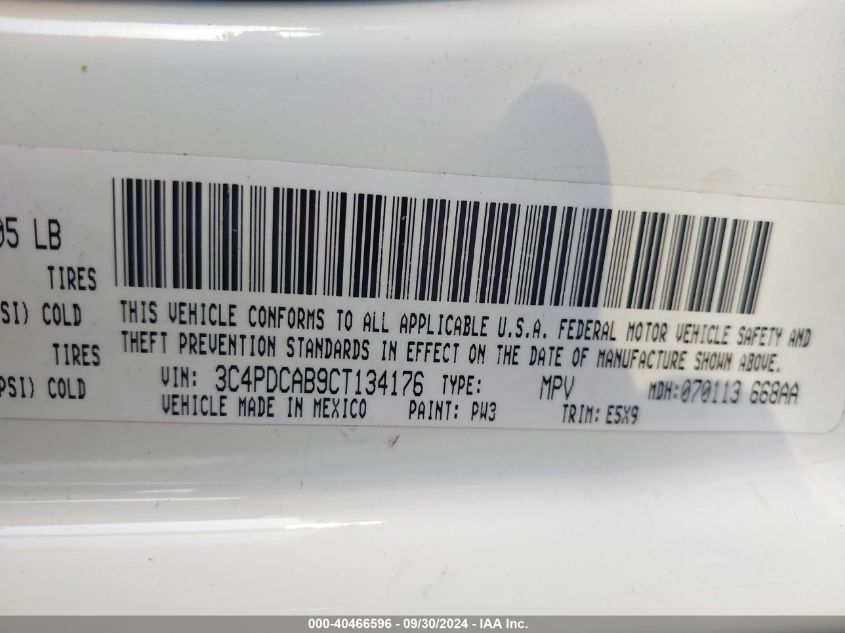 05 LB
TIRES
SI) COLD
TIRES
PSI) COLD
THIS VEHICLE CONFORMS TO ALL APPLICABLE U.S.A. FEDERAL MOTOR VEHICLE SAFETY AND
THEFT PREVENTION STANDARDS IN EFFECT ON THE DATE OF MANUFACTURE SHOWN ABOVE.
VIN: 3C4PDCAB9CT134176 TYPE: MPV MDH:070113 668AA
VEHICLE MADE IN MEXICO PAINT: PW3 TRIM: E5X9
000-40466596 - 09/30/2024 - IAA Inc.